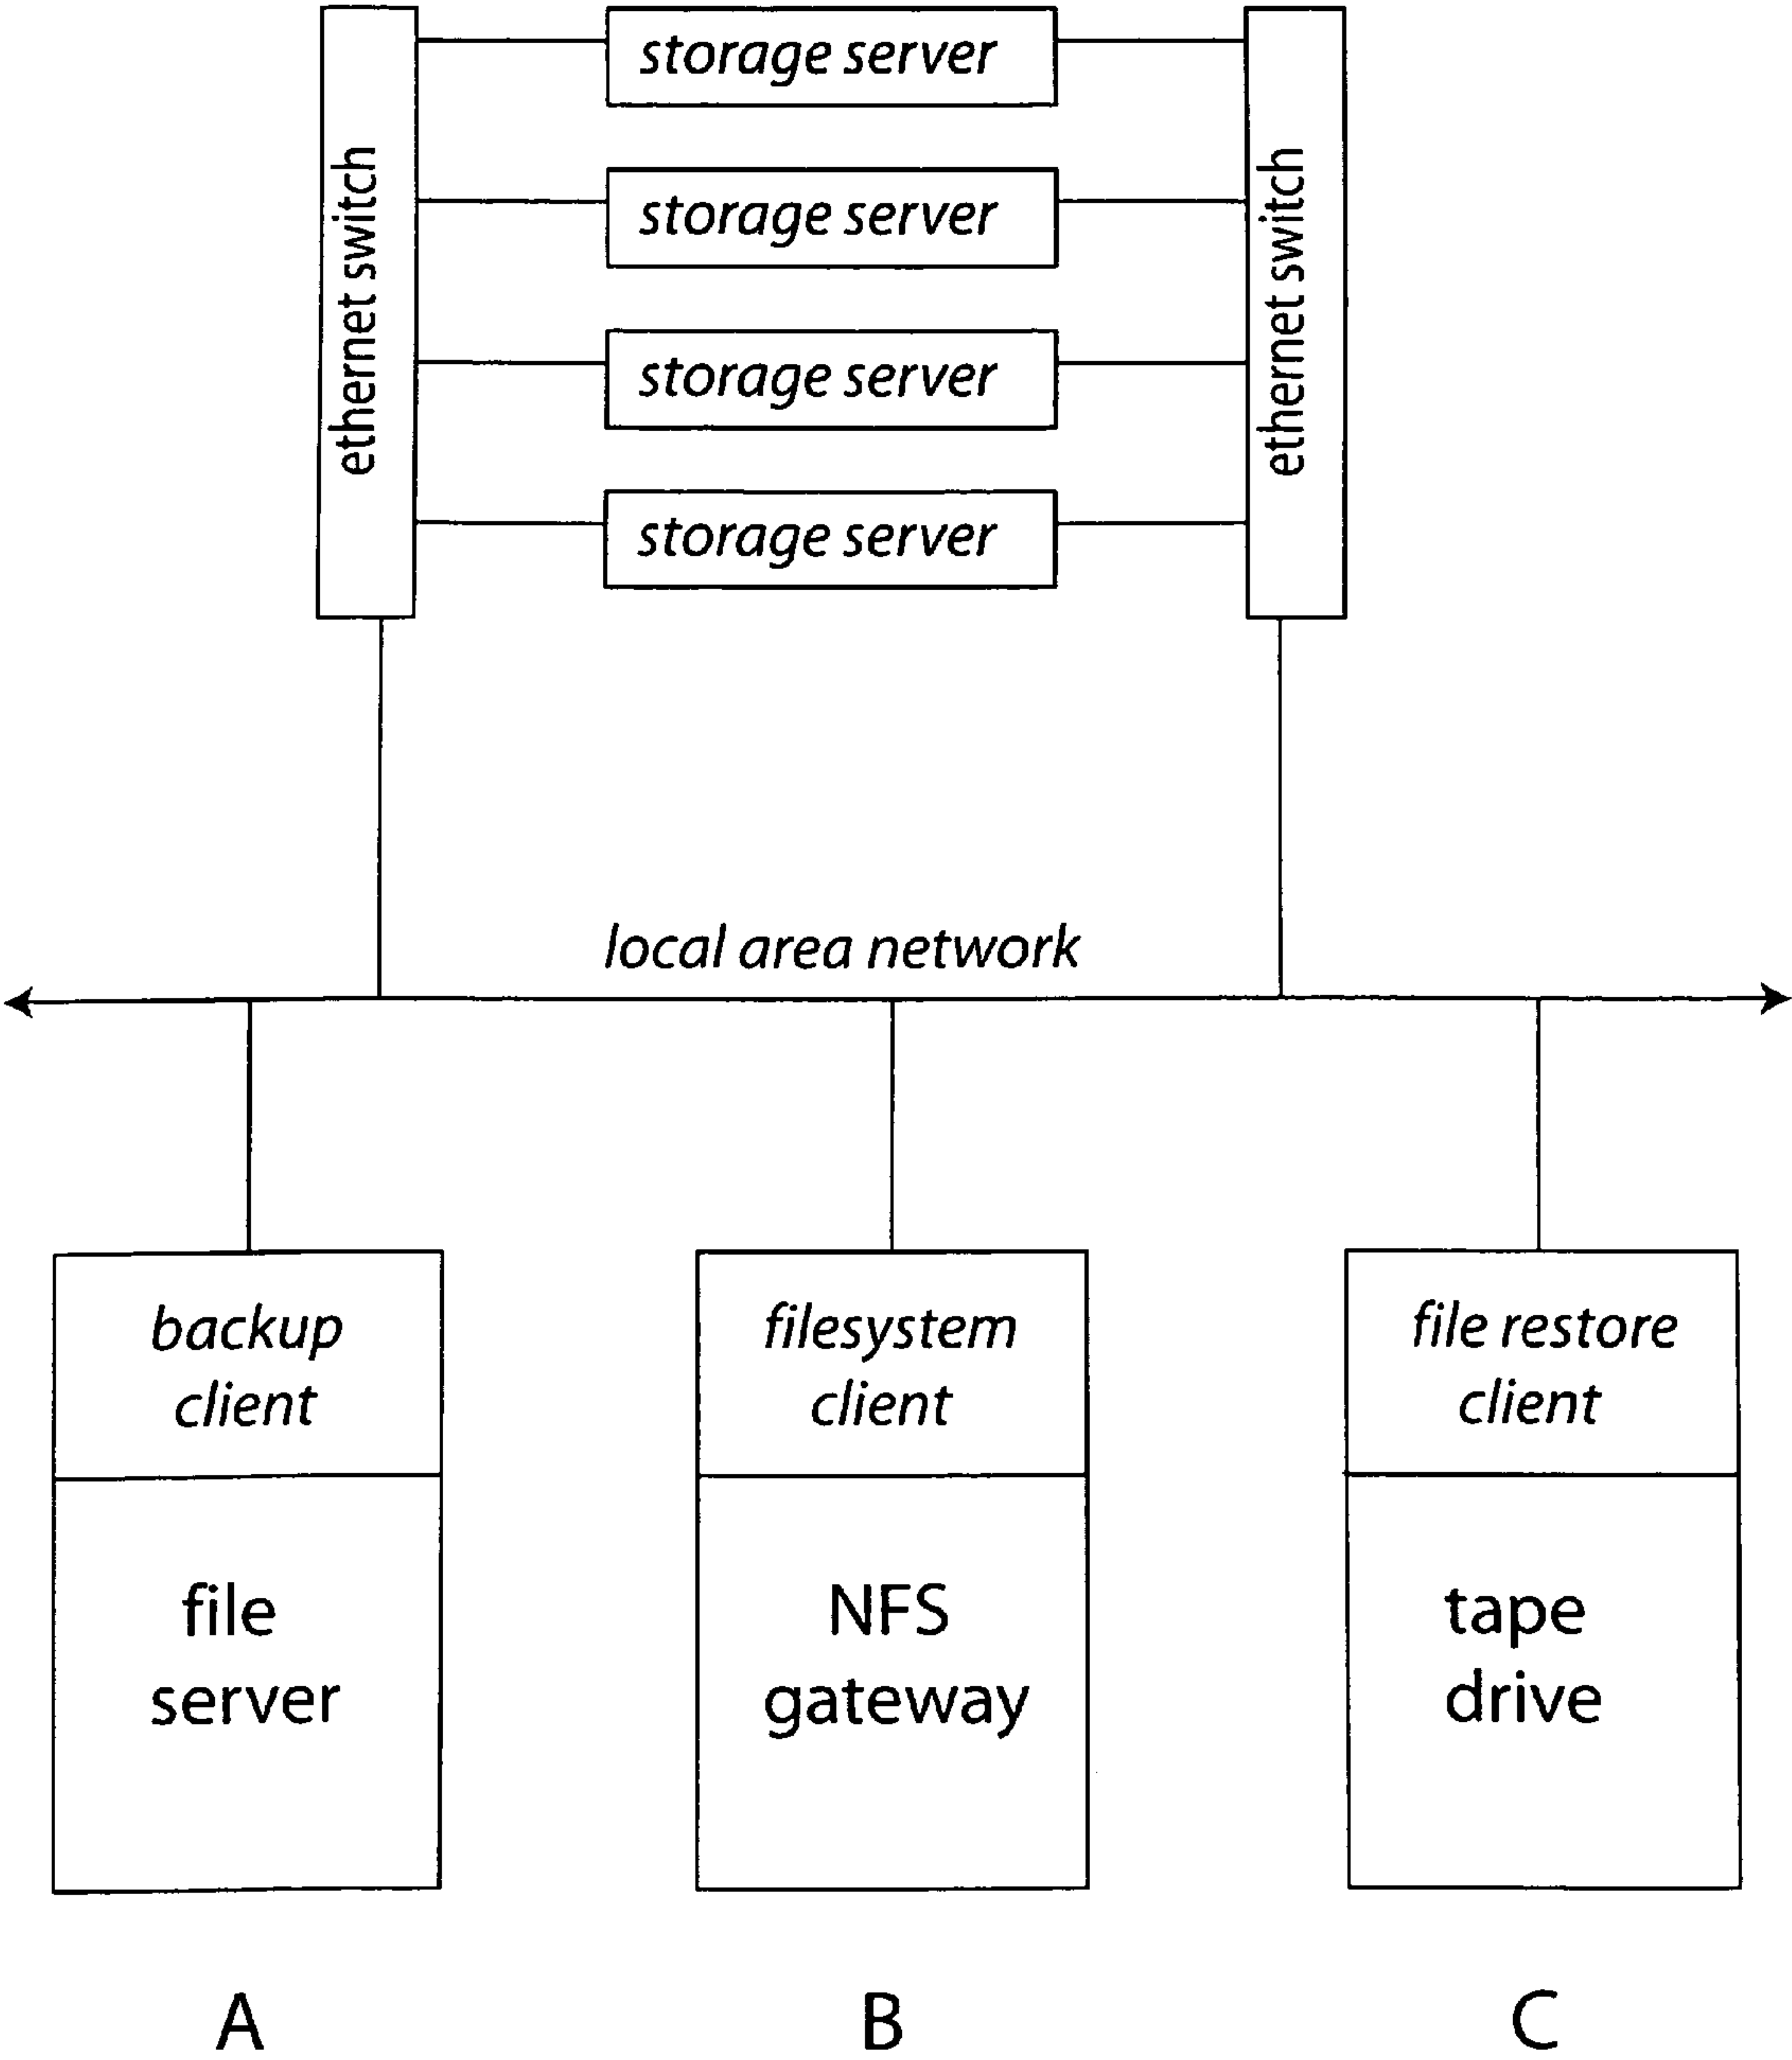 ethernet switch
storage server
storage server
storage server
storage server
ethernet switch
local area network
backup
client
file
server
filesystem
client
NFS
gateway
file restore
client
tape
drive
A
B
C